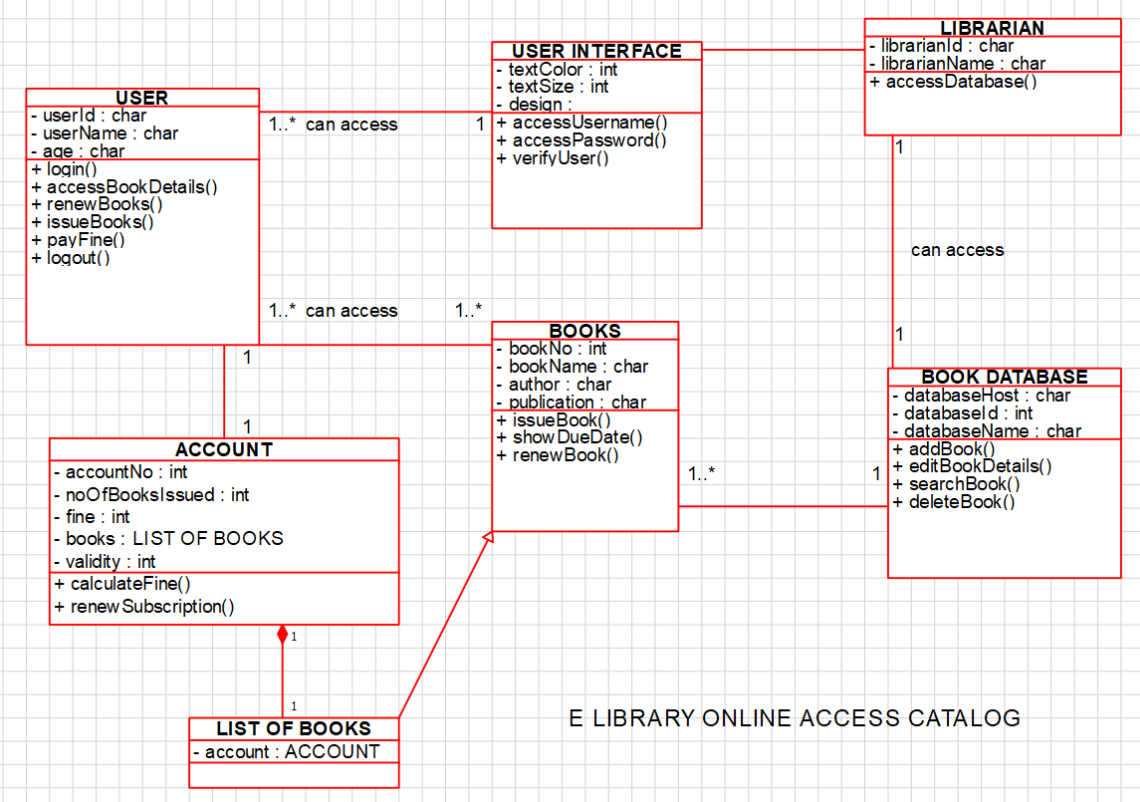 LIBRARIAN
- librarianId : char
- librarianName : char
+ accessDatabase()
USER INTERFACE
- textColor : int
- textSize : int
- design :
+ accessUsername()
+ accessPassword()
+ verifyUser()
USER
- userId : char
- userName : char
- age : char
+ login()
+ accessBookDetails()
+ renewBooks()
+ issueBooks()
+ payFine()
+ logout()
1..* can access 1
1
can access
1
1..* can access 1..*
BOOKS
- bookNo : int
- bookName : char
- author : char
- publication : char
+ issueBook()
+ showDueDate()
+ renewBook()
BOOK DATABASE
- databaseHost : char
- databaseId : int
- databaseName : char
+ addBook()
+ editBookDetails()
+ searchBook()
+ deleteBook()
1..* 1
1
1
ACCOUNT
- accountNo : int
- noOfBooksIssued : int
- fine : int
- books : LIST OF BOOKS
- validity : int
+ calculateFine()
+ renewSubscription()
1
1
LIST OF BOOKS
- account : ACCOUNT
E LIBRARY ONLINE ACCESS CATALOG